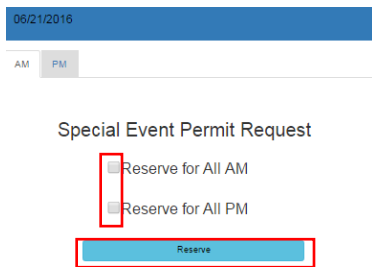 06/21/2016
AM PM
Special Event Permit Request
Reserve for All AM
Reserve for All PM
Reserve